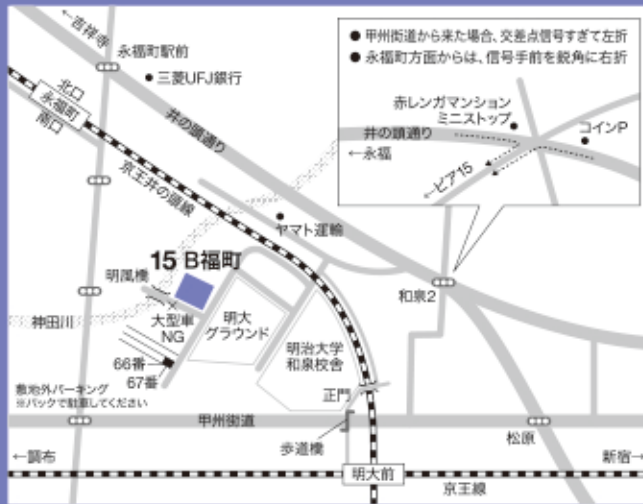 ←吉祥寺
永福町駅前
三菱UFJ銀行
北口
永福町
南口
井の頭通り
京王井の頭線
● 甲州街道から来た場合、交差点信号すぎて左折
● 永福町方面からは、信号手前を鋭角に右折
赤レンガマンション
ミニストップ
コインP
井の頭通り
←永福
←ピア15
ヤマト運輸
15 B福町
明風橋
和泉2
神田川
大型車
NG
明大
グラウンド
明治大学
和泉校舎
66番
67番
敷地外パーキング
※バックで駐車してください
正門
甲州街道
歩道橋
松原
←調布
明大前
新宿→
京王線